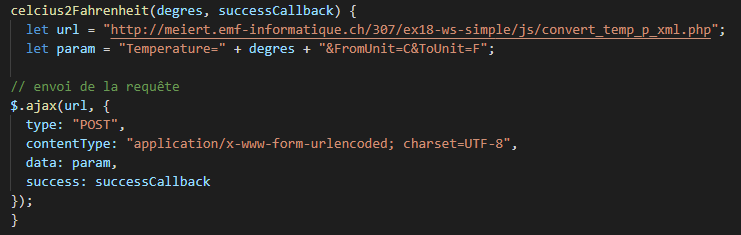 celcius2Fahrenheit(degres, successCallback) {
let url = "http://meiert.emf-informatique.ch/307/ex18-ws-simple/js/convert_temp_p_xml.php";
let param = "Temperature=" + degres + "&FromUnit=C&ToUnit=F";
// envoi de la requête
$.ajax(url, {
type: "POST",
contentType: "application/x-www-form-urlencoded; charset=UTF-8",
data: param,
success: successCallback
});
}